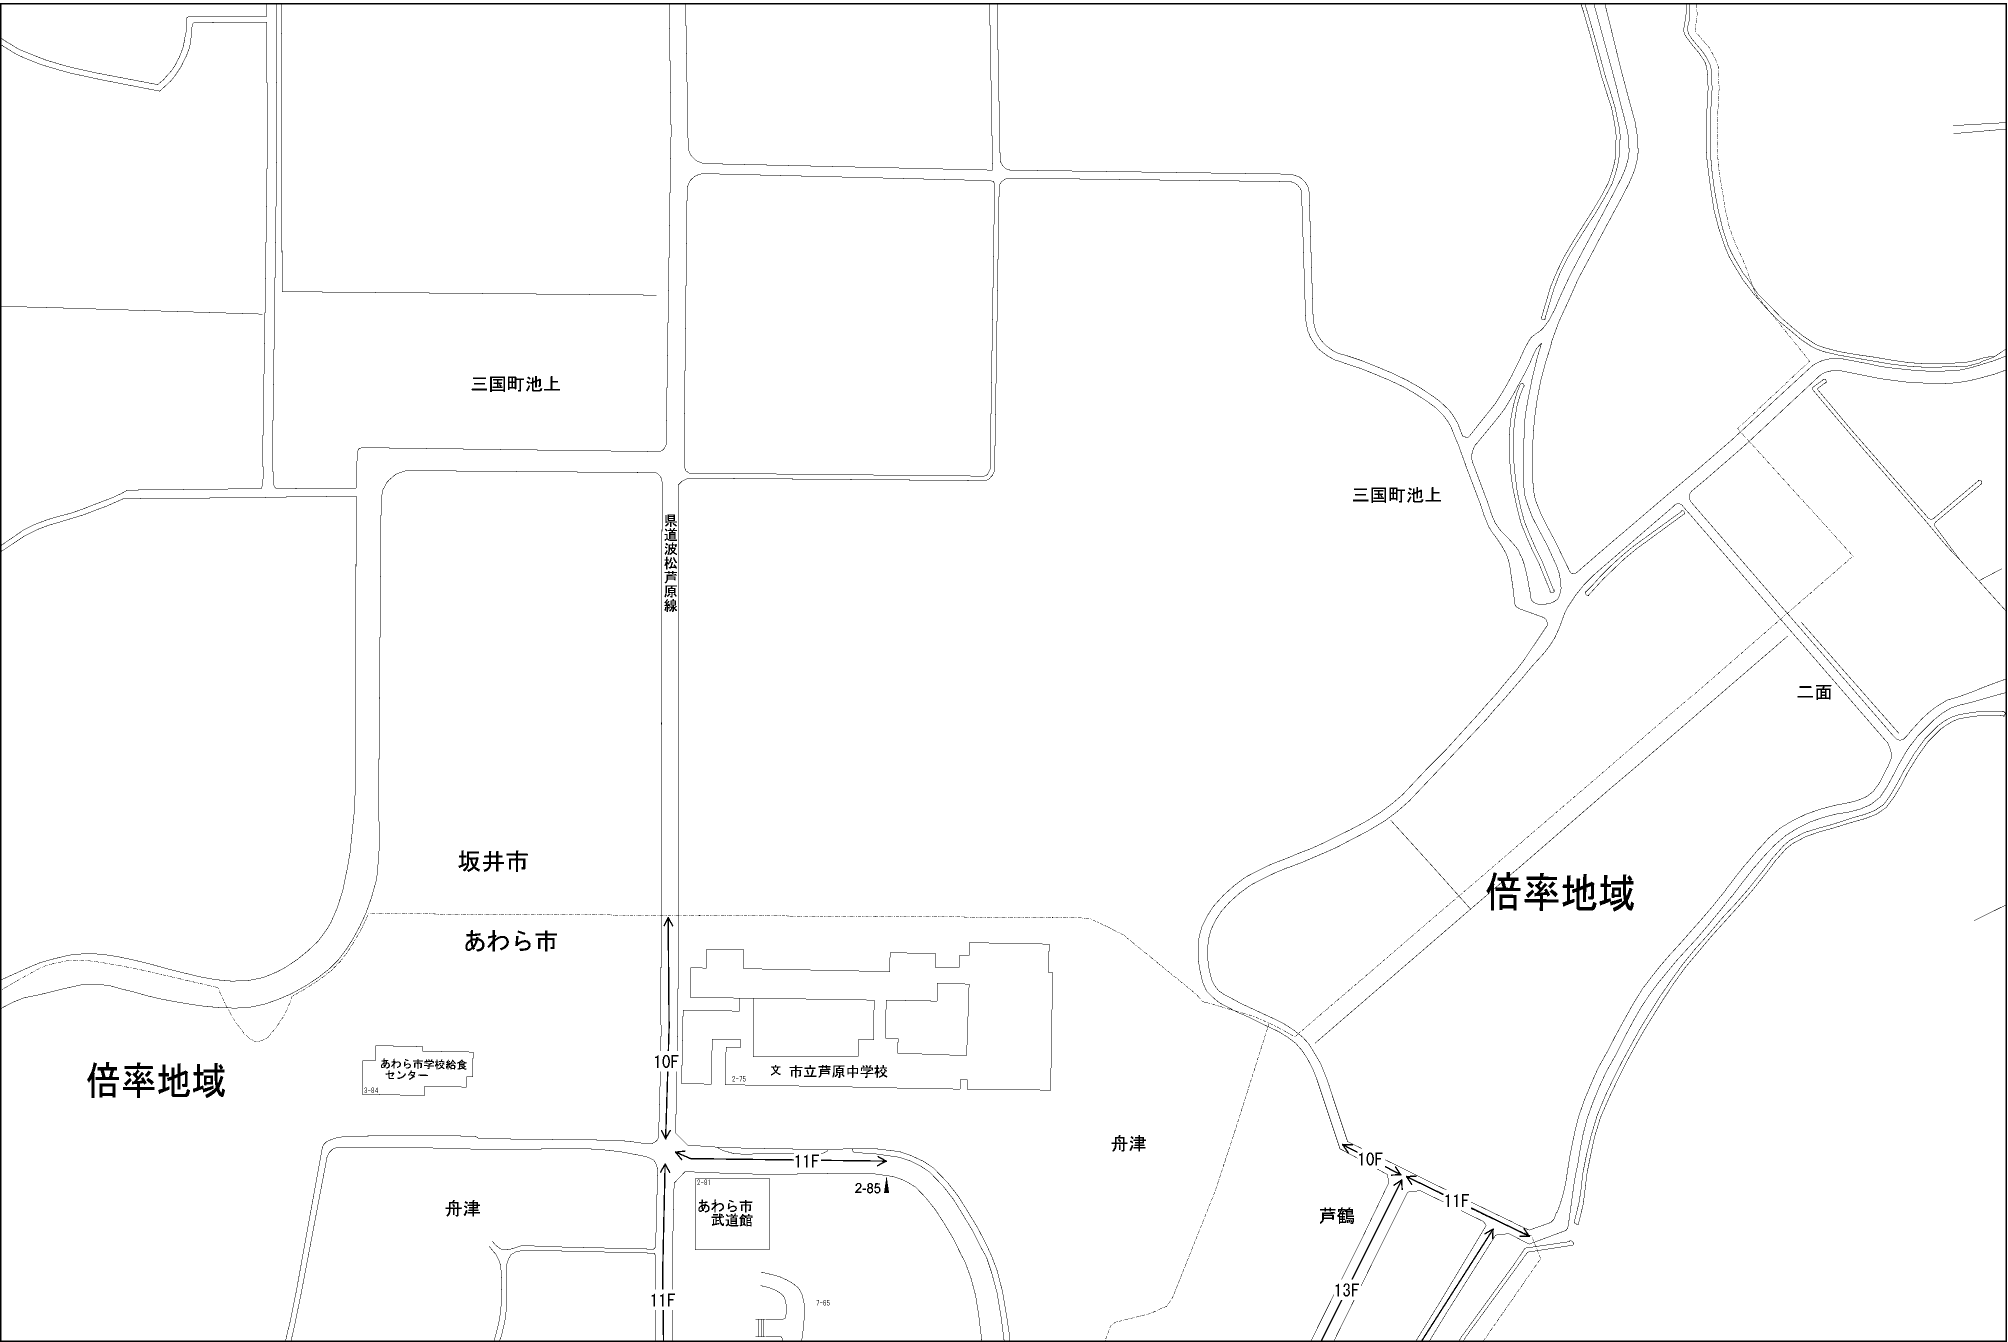 三国町池上
三国町池上
県道波松芦原線
二面
坂井市
倍率地域
あわら市
10F
あわら市学校給食
センター
3-84
倍率地域
文 市立芦原中学校
2-75
舟津
11F
10F
2-81
2-85
あわら市
武道館
11F
舟津
芦鶴
13F
11F
7-65